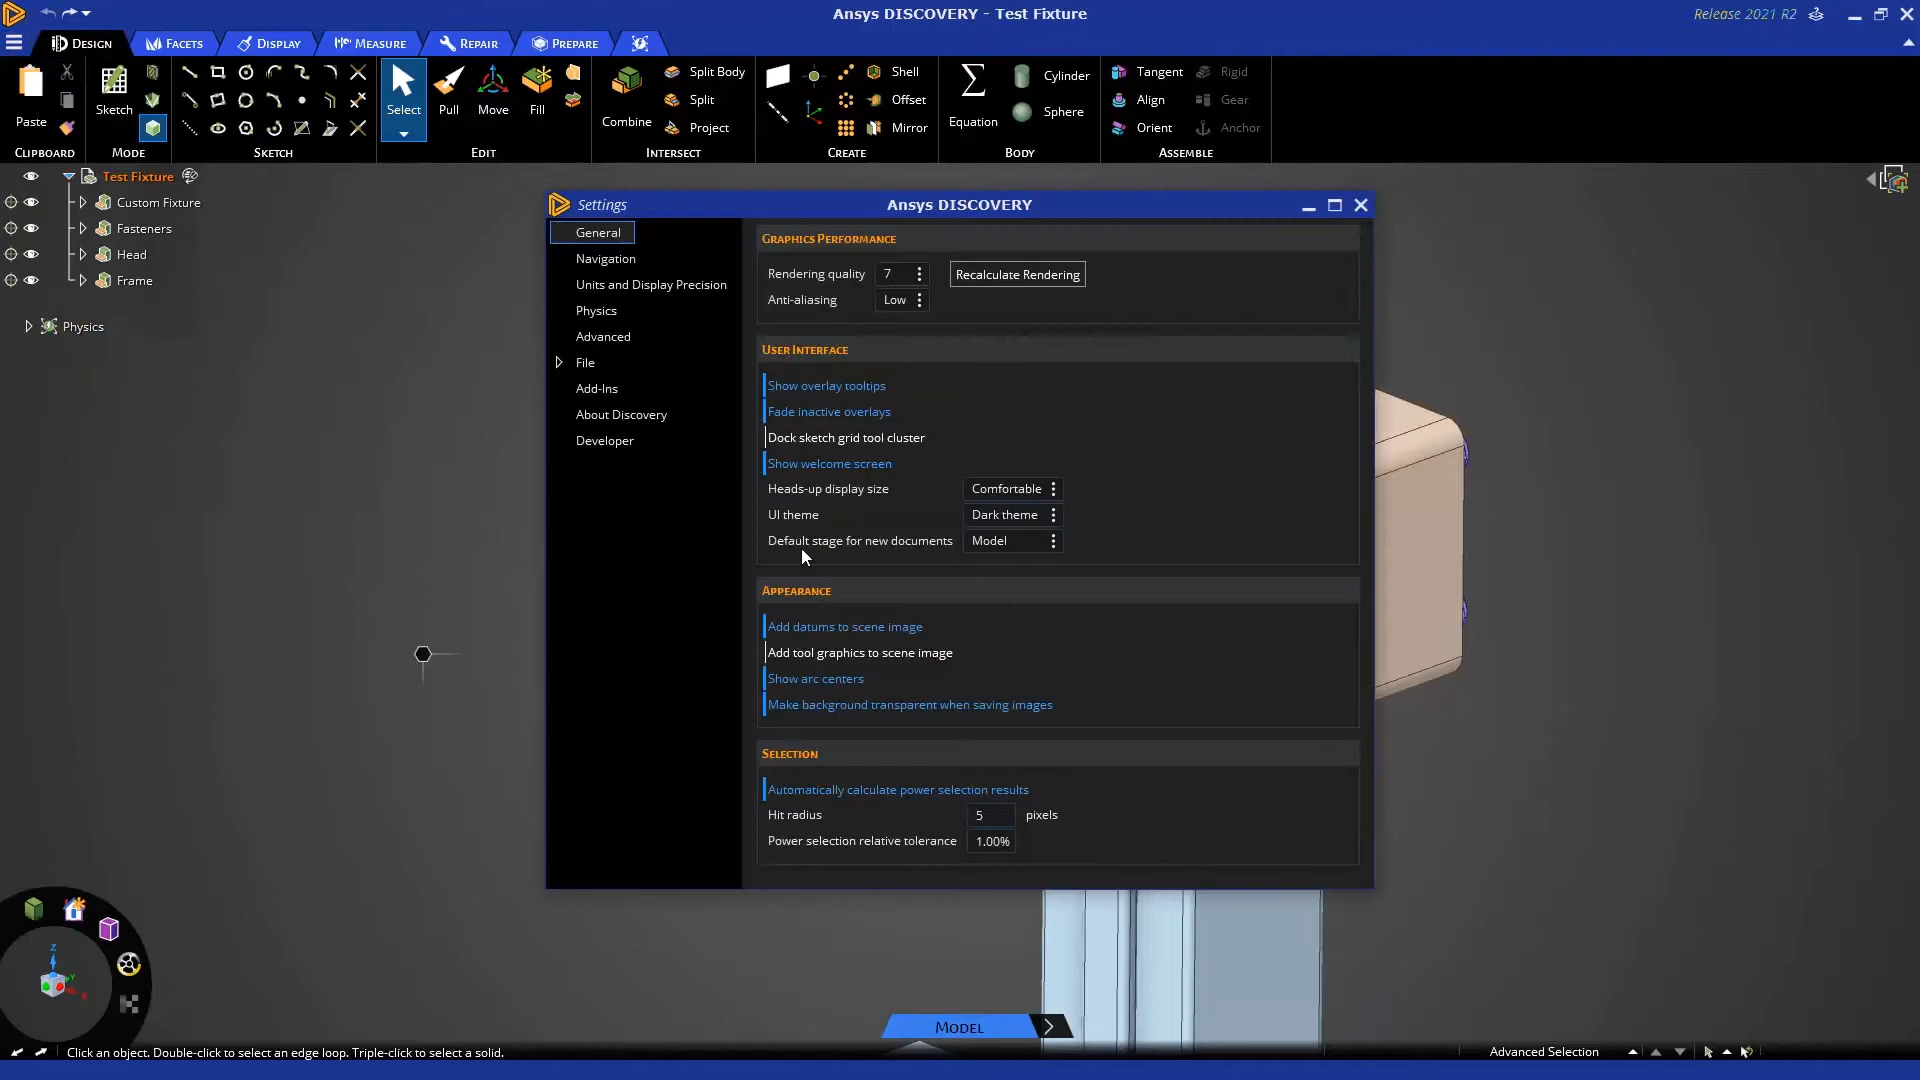 Ansys DISCOVERY - Test Fixture
Release 2021 R2
Design
Facets
Display
Measure
Repair
Prepare
Paste
Sketch
Select
Pull
Move
Fill
Combine
Split Body
Split
Project
Shell
Offset
Mirror
Equation
Cylinder
Sphere
Tangent
Align
Orient
Rigid
Gear
Anchor
Clipboard
Mode
Sketch
Edit
Intersect
Create
Body
Assemble
Test Fixture
Custom Fixture
Fasteners
Head
Frame
Physics
Settings
Ansys DISCOVERY
General
Navigation
Units and Display Precision
Physics
Advanced
File
Add-Ins
About Discovery
Developer
Graphics Performance
Rendering quality 7 Recalculate Rendering
Anti-aliasing Low
User Interface
Show overlay tooltips
Fade inactive overlays
Dock sketch grid tool cluster
Show welcome screen
Heads-up display size Comfortable
UI theme Dark theme
Default stage for new documents Model
Appearance
Add datums to scene image
Add tool graphics to scene image
Show arc centers
Make background transparent when saving images
Selection
Automatically calculate power selection results
Hit radius 5 pixels
Power selection relative tolerance 1.00%
Z
Y
X
Model
Click an object. Double-click to select an edge loop. Triple-click to select a solid.
Advanced Selection